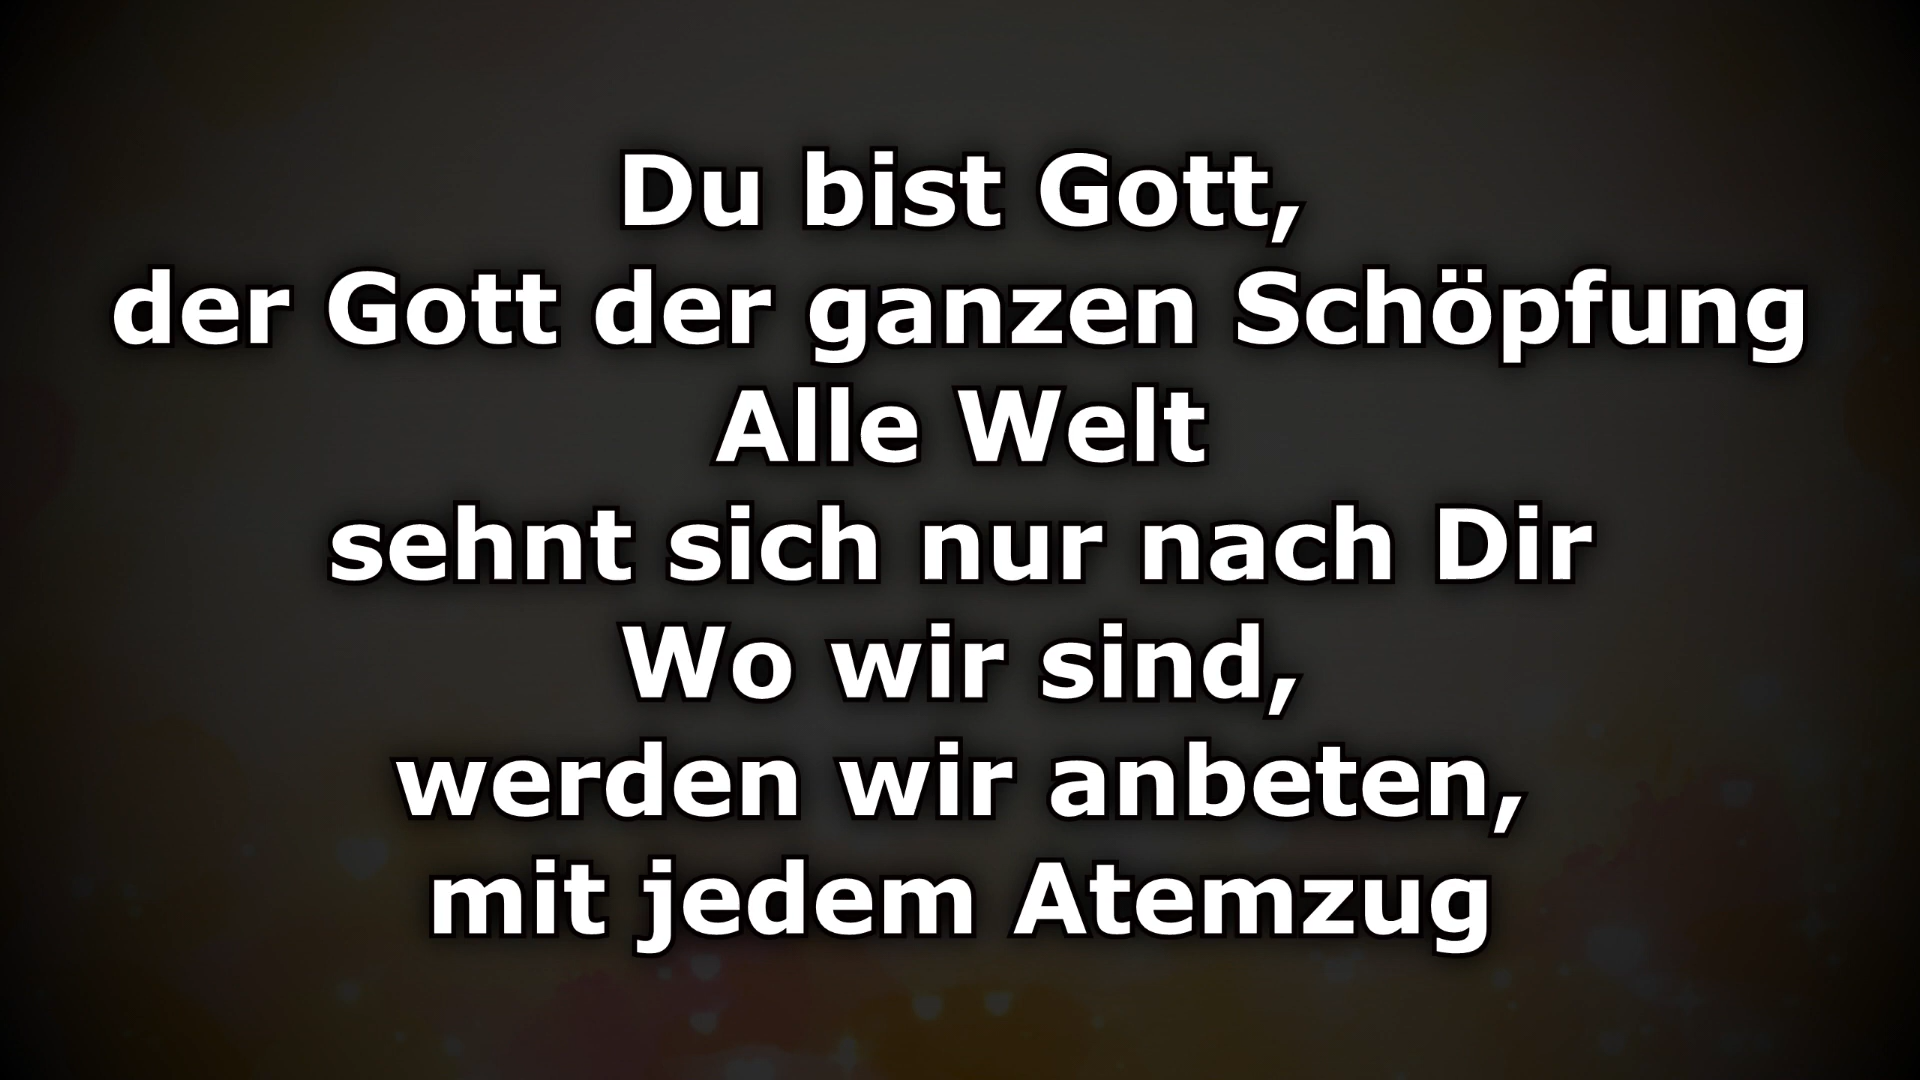 Du bist Gott,
der Gott der ganzen Schöpfung
Alle Welt
sehnt sich nur nach Dir
Wo wir sind,
werden wir anbeten,
mit jedem Atemzug